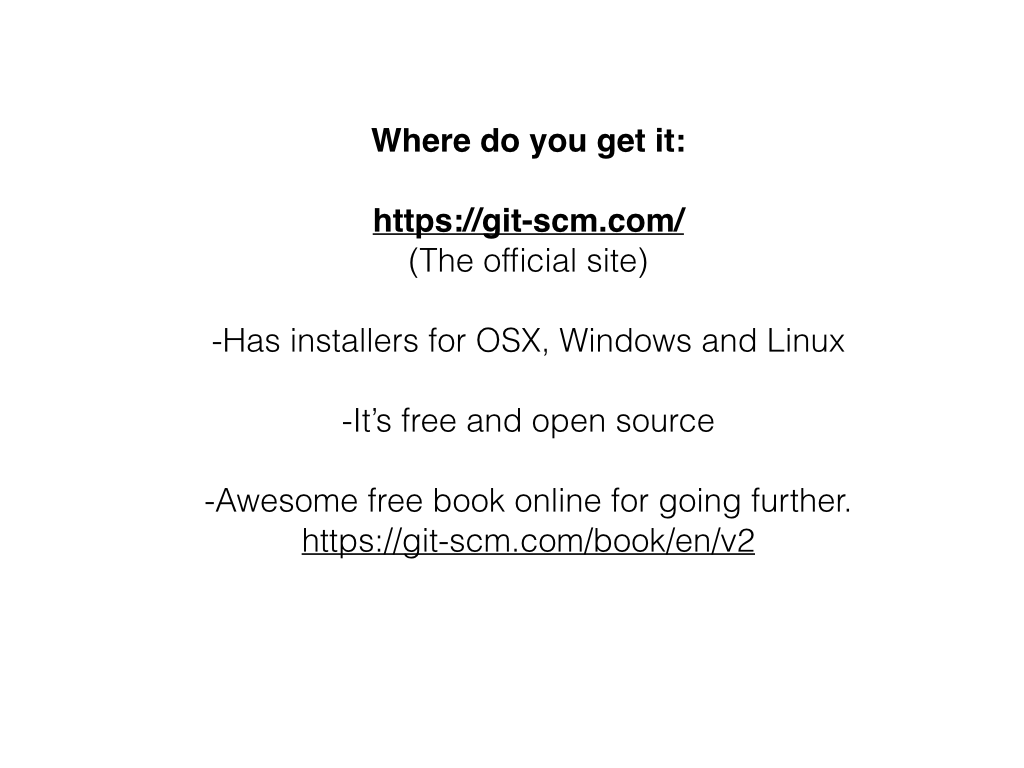 Where do you get it:
https://git-scm.com/
(The official site)
-Has installers for OSX, Windows and Linux
-It’s free and open source
-Awesome free book online for going further.
https://git-scm.com/book/en/v2